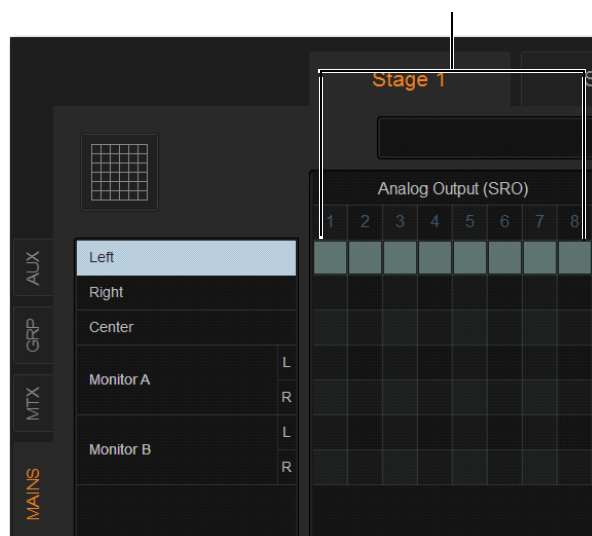 Stage 1
S
Analog Output (SRO)
1 2 3 4 5 6 7 8
Left
Right
Center
Monitor A
L
R
Monitor B
L
R
AUX
GRP
MTX
MAINS